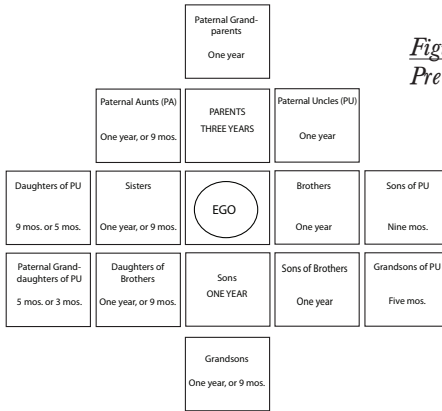 Paternal Grand-
parents
One year
Fig
Pre
Paternal Aunts (PA)
One year, or 9 mos.
PARENTS
THREE YEARS
Paternal Uncles (PU)
One year
Daughters of PU
9 mos. or 5 mos.
Sisters
One year, or 9 mos.
EGO
Brothers
One year
Sons of PU
Nine mos.
Paternal Grand-
daughters of PU
5 mos. or 3 mos.
Daughters of
Brothers
One year, or 9 mos.
Sons
ONE YEAR
Sons of Brothers
One year
Grandsons of PU
Five mos.
Grandsons
One year, or 9 mos.